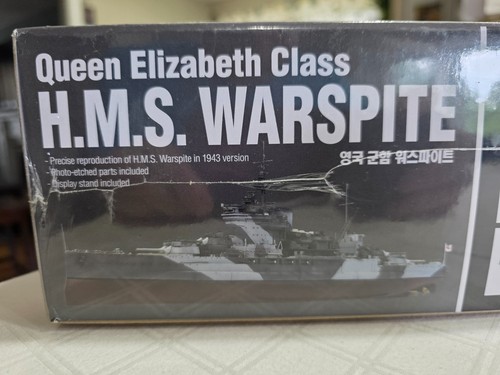 Queen Elizabeth Class
H.M.S. WARSPITE
영국 군함 워스파이트
- Precise reproduction of H.M.S. Warspite in 1943 version
- Photo-etched parts included
- Display stand included